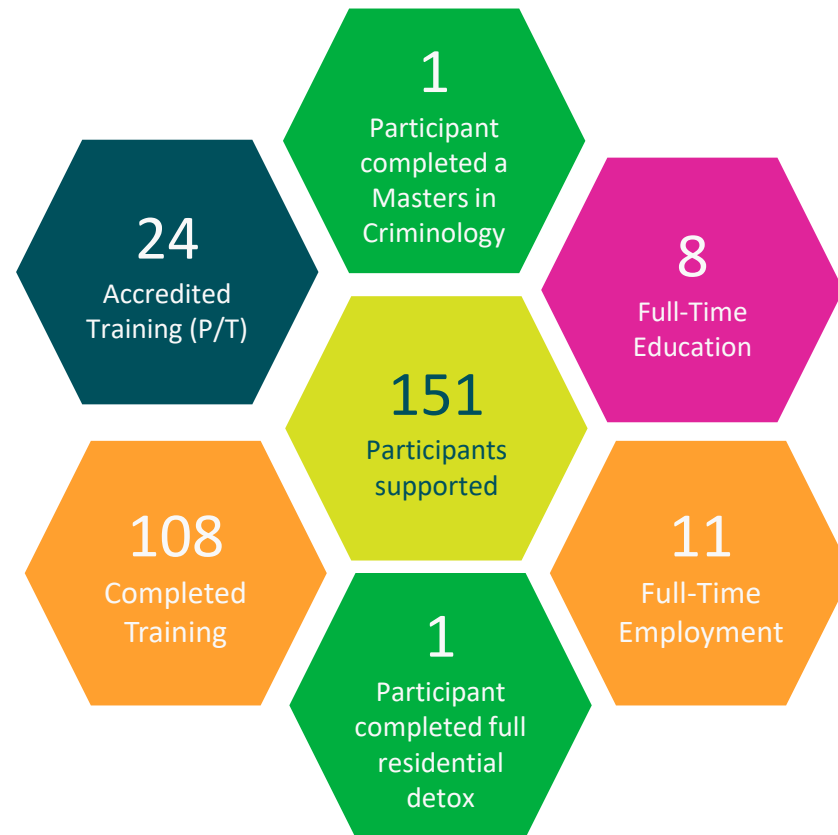 1
Participant
completed a
Masters in
Criminology
24
Accredited
Training (P/T)
8
Full-Time
Education
151
Participants
supported
108
Completed
Training
11
Full-Time
Employment
1
Participant
completed full
residential
detox